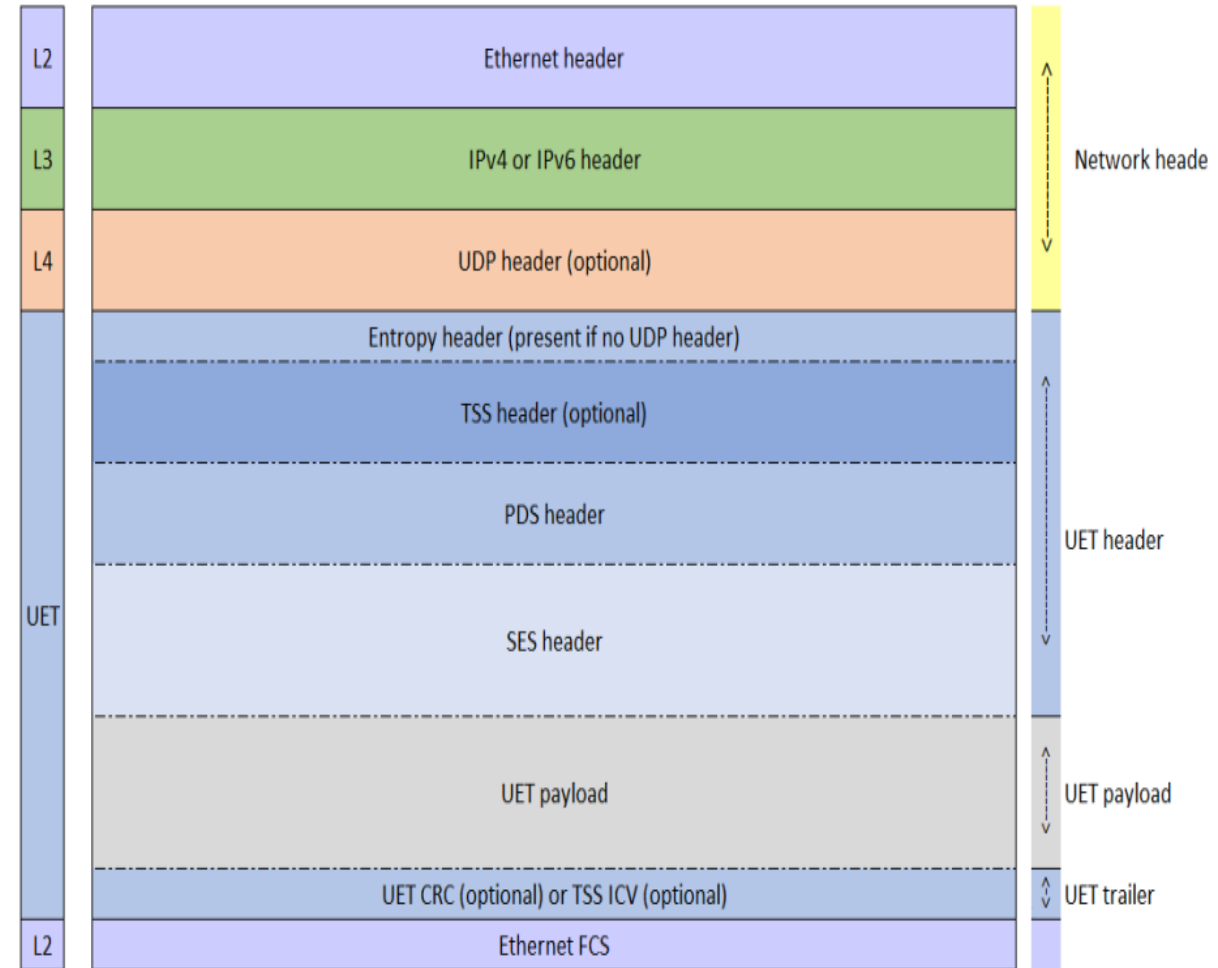 L2
Ethernet header
L3
IPv4 or IPv6 header
Network heade
L4
UDP header (optional)
Entropy header (present if no UDP header)
TSS header (optional)
PDS header
UET header
UET
SES header
UET payload
UET payload
UET CRC (optional) or TSS ICV (optional)
UET trailer
L2
Ethernet FCS